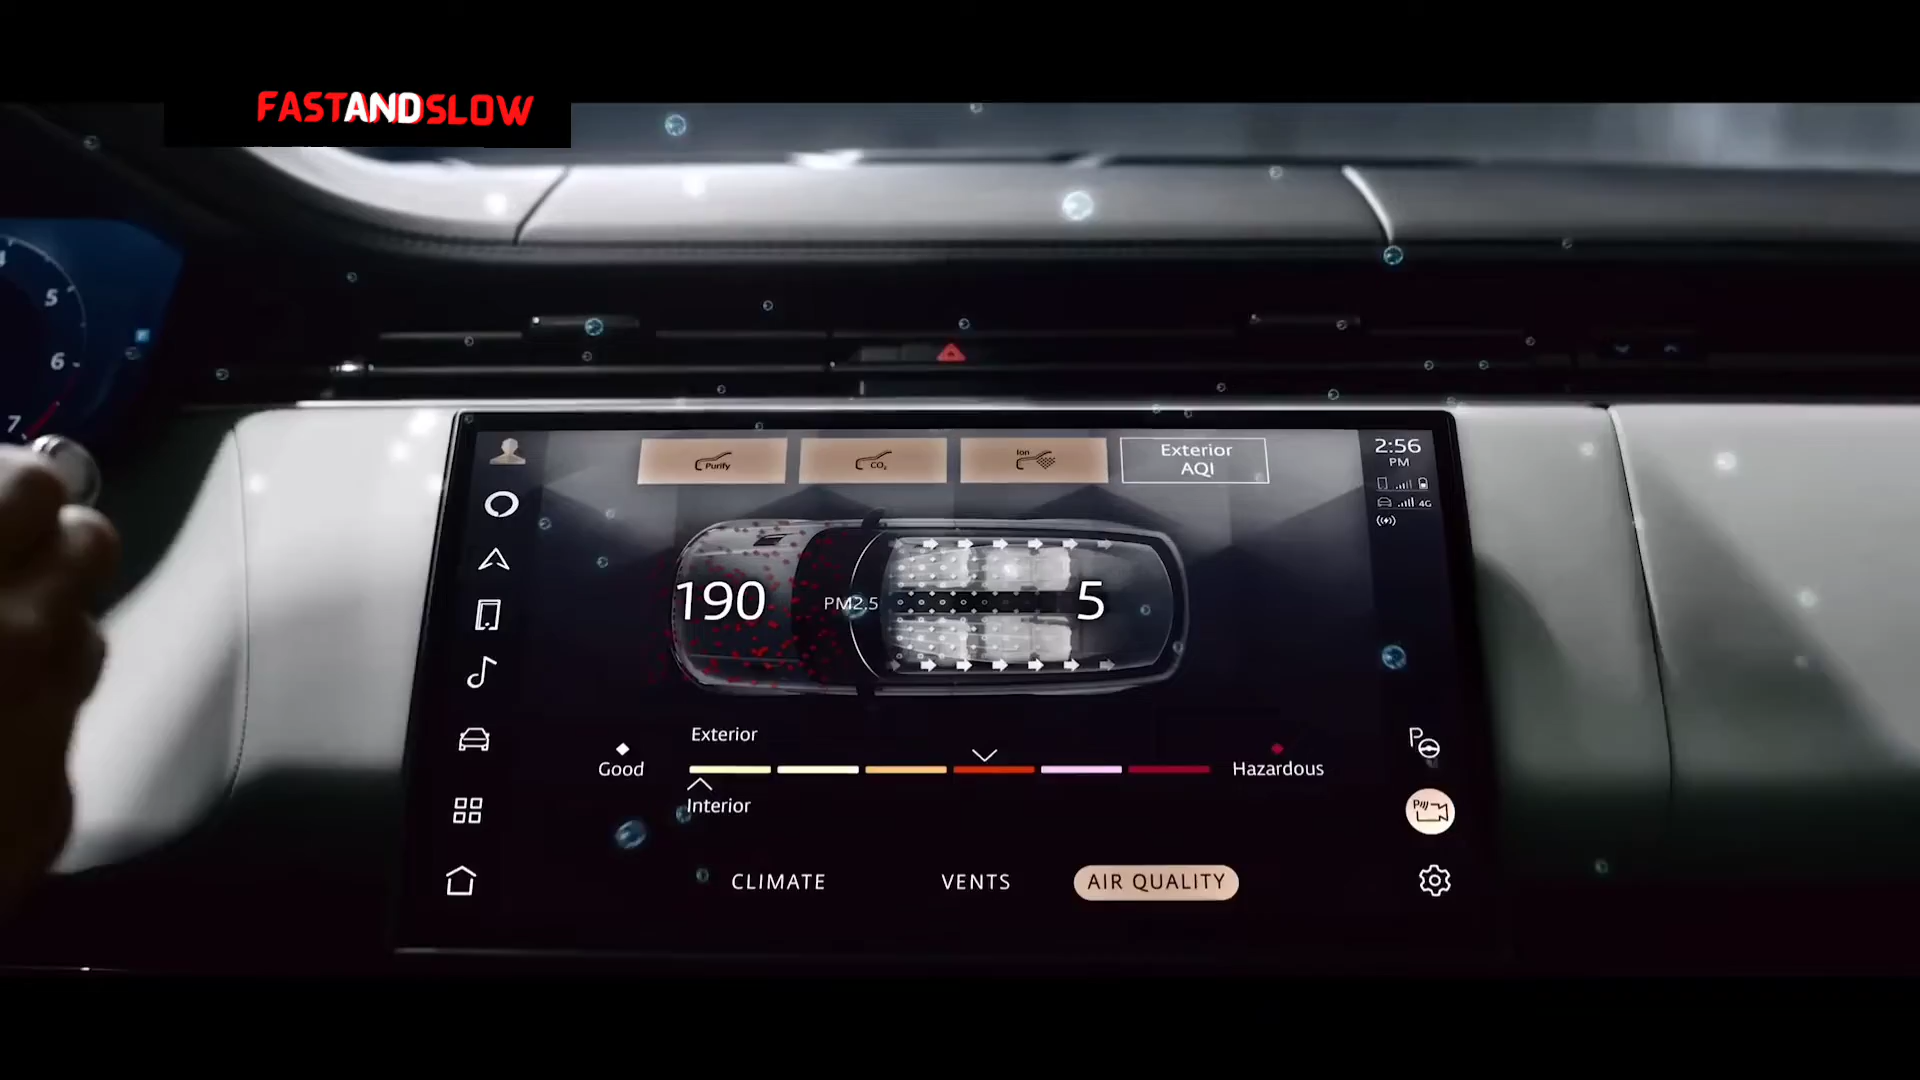 FASTANDSLOW
4
5
6
7
Purify
CO₂
Ion
Exterior
AQI
2:56
PM
4G
190
PM2.5
5
Exterior
Good
Hazardous
Interior
P
P
CLIMATE
VENTS
AIR QUALITY